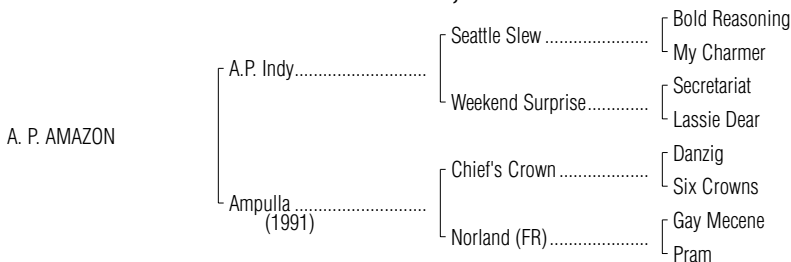 Bold Reasoning
Seattle Slew ......................
My Charmer
A.P. Indy............................
Secretariat
Weekend Surprise.............
Lassie Dear
A. P. AMAZON
Danzig
Chief's Crown ...................
Six Crowns
Ampulla ............................
(1991)
Gay Mecene
Norland (FR).....................
Pram